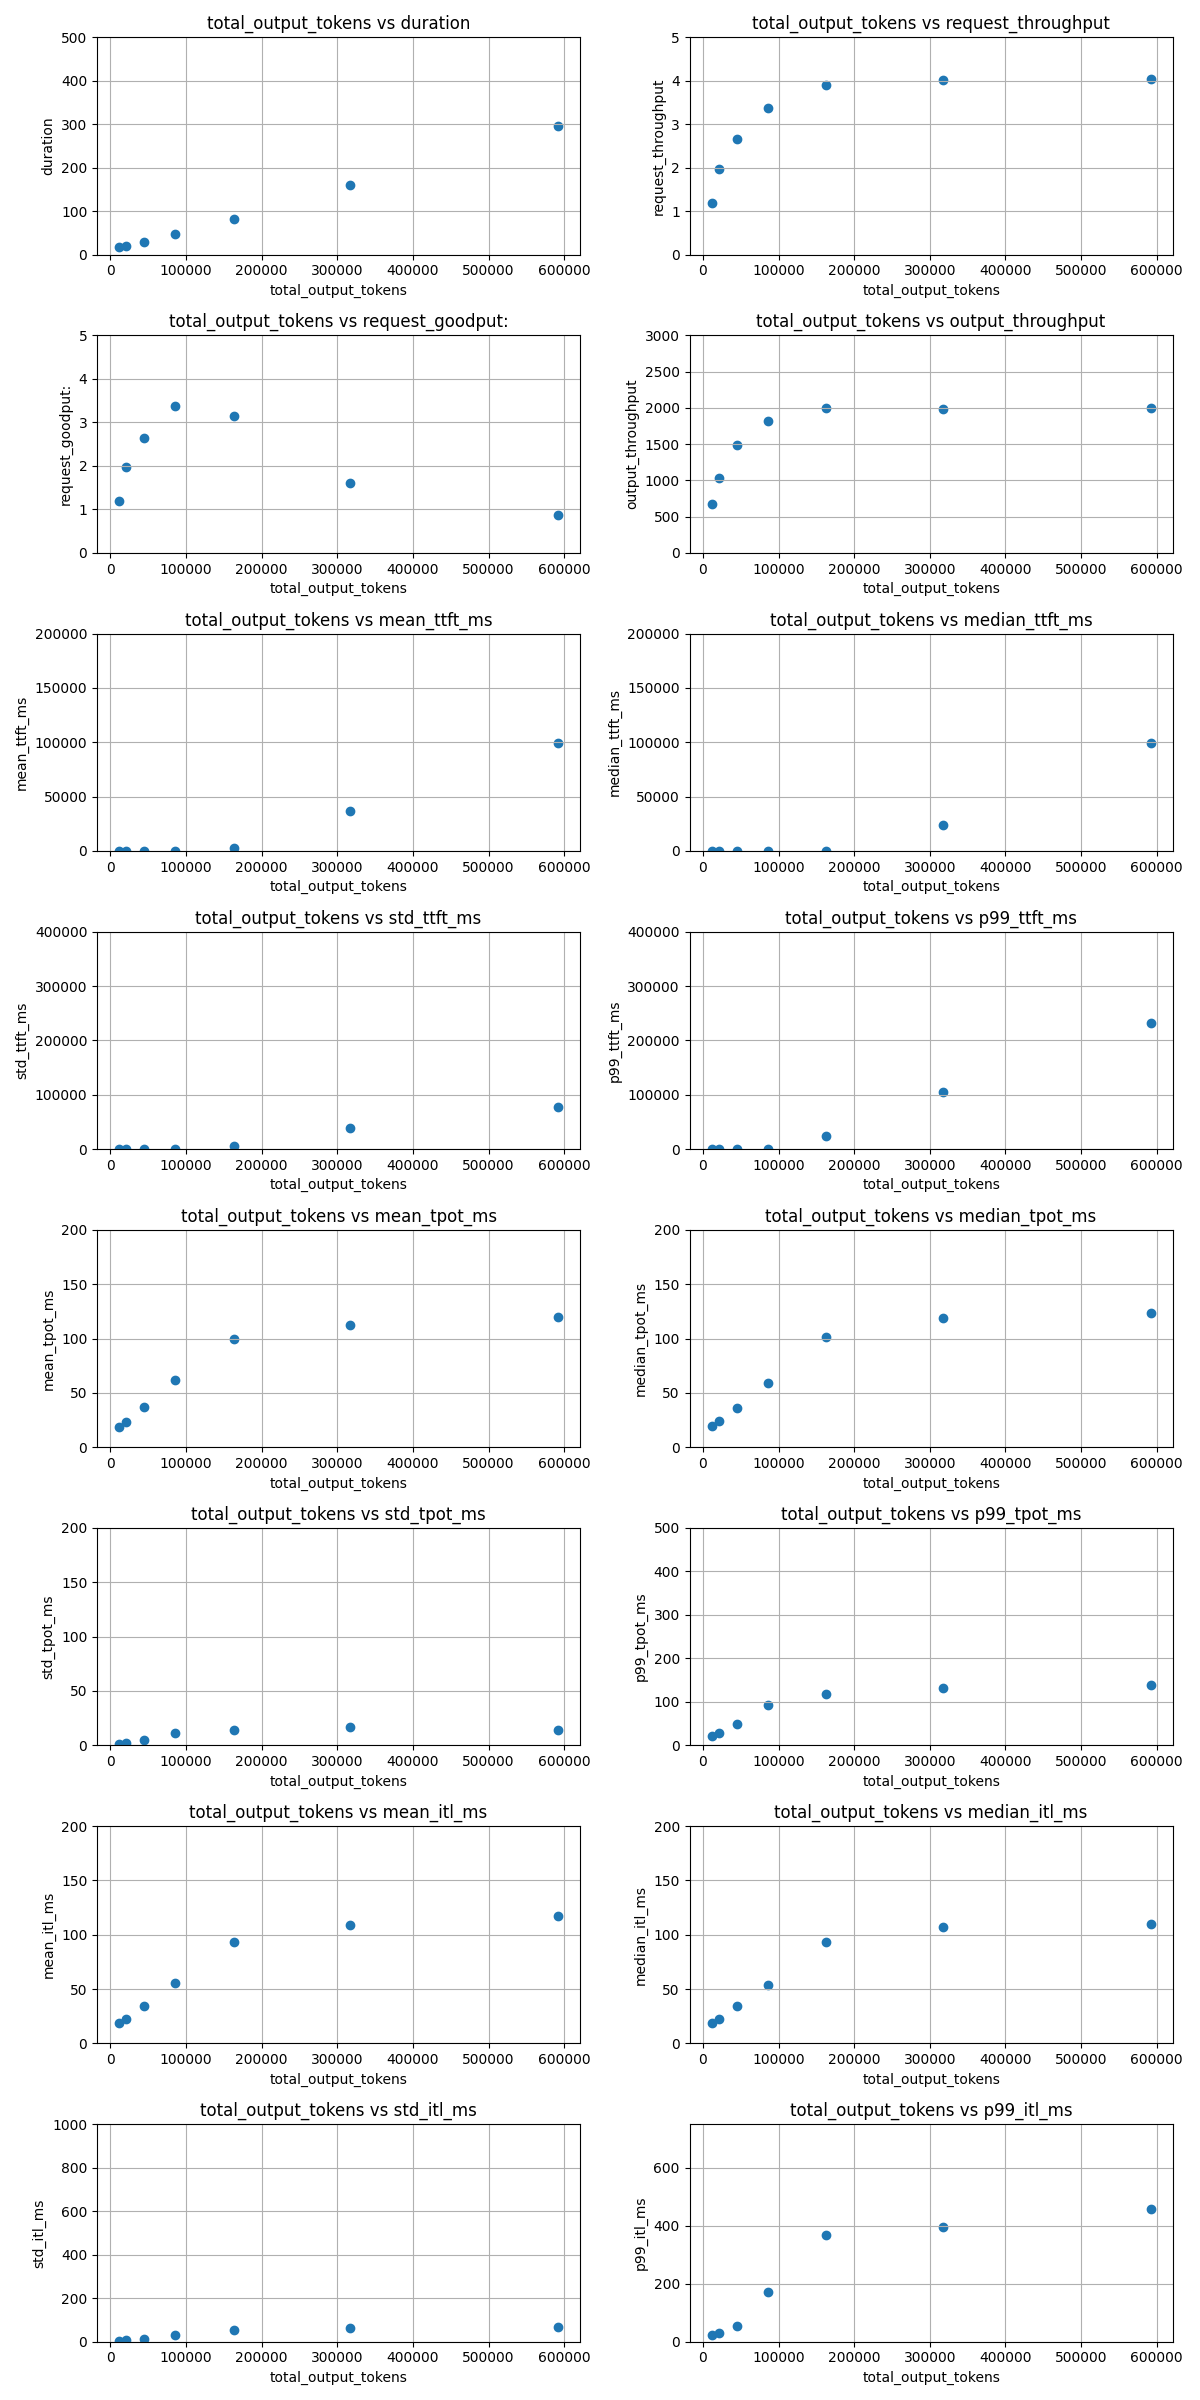 total_output_tokens vs duration
500
400
300
200
100
0
duration
0 100000 200000 300000 400000 500000 600000
total_output_tokens
total_output_tokens vs request_throughput
5
4
3
2
1
0
request_throughput
0 100000 200000 300000 400000 500000 600000
total_output_tokens
total_output_tokens vs request_goodput:
5
4
3
2
1
0
request_goodput:
0 100000 200000 300000 400000 500000 600000
total_output_tokens
total_output_tokens vs output_throughput
3000
2500
2000
1500
1000
500
0
output_throughput
0 100000 200000 300000 400000 500000 600000
total_output_tokens
total_output_tokens vs mean_ttft_ms
200000
150000
100000
50000
0
mean_ttft_ms
0 100000 200000 300000 400000 500000 600000
total_output_tokens
total_output_tokens vs median_ttft_ms
200000
150000
100000
50000
0
median_ttft_ms
0 100000 200000 300000 400000 500000 600000
total_output_tokens
total_output_tokens vs std_ttft_ms
400000
300000
200000
100000
0
std_ttft_ms
0 100000 200000 300000 400000 500000 600000
total_output_tokens
total_output_tokens vs p99_ttft_ms
400000
300000
200000
100000
0
p99_ttft_ms
0 100000 200000 300000 400000 500000 600000
total_output_tokens
total_output_tokens vs mean_tpot_ms
200
150
100
50
0
mean_tpot_ms
0 100000 200000 300000 400000 500000 600000
total_output_tokens
total_output_tokens vs median_tpot_ms
200
150
100
50
0
median_tpot_ms
0 100000 200000 300000 400000 500000 600000
total_output_tokens
total_output_tokens vs std_tpot_ms
200
150
100
50
0
std_tpot_ms
0 100000 200000 300000 400000 500000 600000
total_output_tokens
total_output_tokens vs p99_tpot_ms
500
400
300
200
100
0
p99_tpot_ms
0 100000 200000 300000 400000 500000 600000
total_output_tokens
total_output_tokens vs mean_itl_ms
200
150
100
50
0
mean_itl_ms
0 100000 200000 300000 400000 500000 600000
total_output_tokens
total_output_tokens vs median_itl_ms
200
150
100
50
0
median_itl_ms
0 100000 200000 300000 400000 500000 600000
total_output_tokens
total_output_tokens vs std_itl_ms
1000
800
600
400
200
0
std_itl_ms
0 100000 200000 300000 400000 500000 600000
total_output_tokens
total_output_tokens vs p99_itl_ms
600
400
200
0
p99_itl_ms
0 100000 200000 300000 400000 500000 600000
total_output_tokens